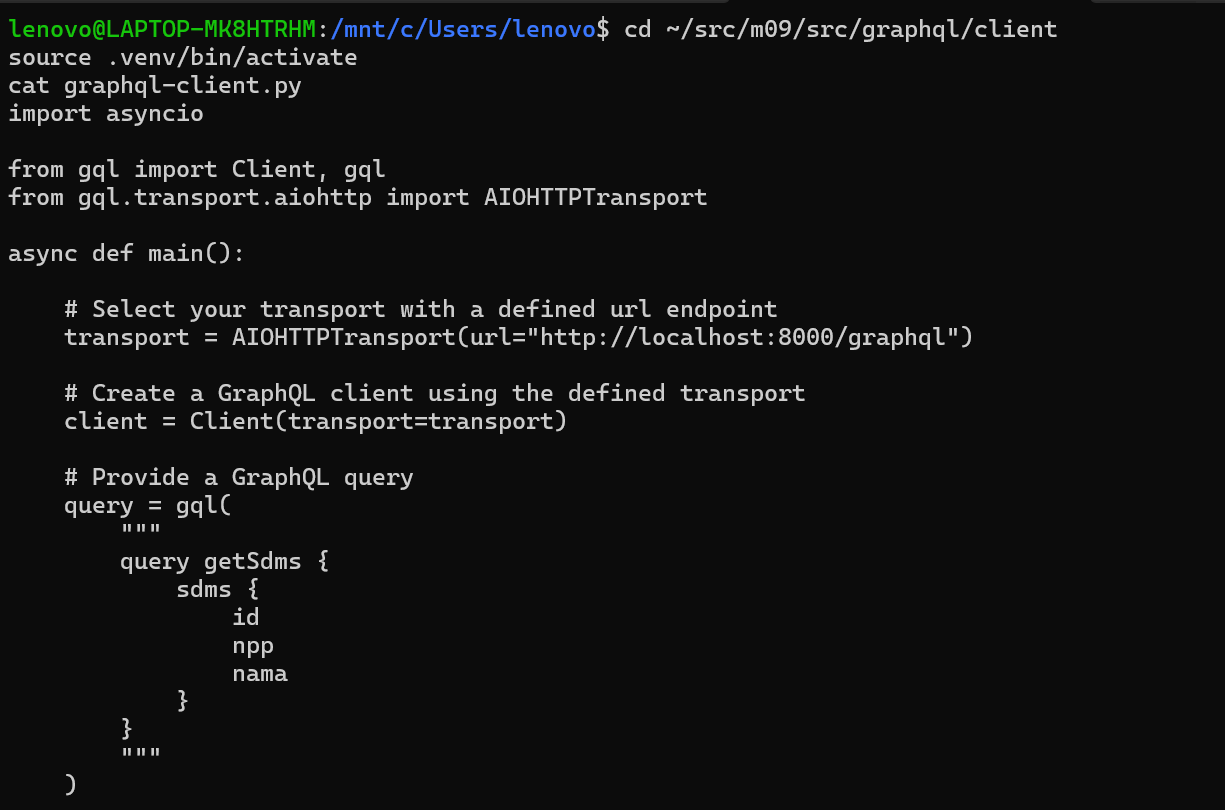 lenovo@LAPTOP-MK8HTRHM:/mnt/c/Users/lenovo$ cd ~/src/m09/src/graphql/client
source .venv/bin/activate
cat graphql-client.py
import asyncio

from gql import Client, gql
from gql.transport.aiohttp import AIOHTTPTransport

async def main():

    # Select your transport with a defined url endpoint
    transport = AIOHTTPTransport(url="http://localhost:8000/graphql")

    # Create a GraphQL client using the defined transport
    client = Client(transport=transport)

    # Provide a GraphQL query
    query = gql(
        """
        query getSdms {
            sdms {
                id
                npp
                nama
            }
        }
        """
    )